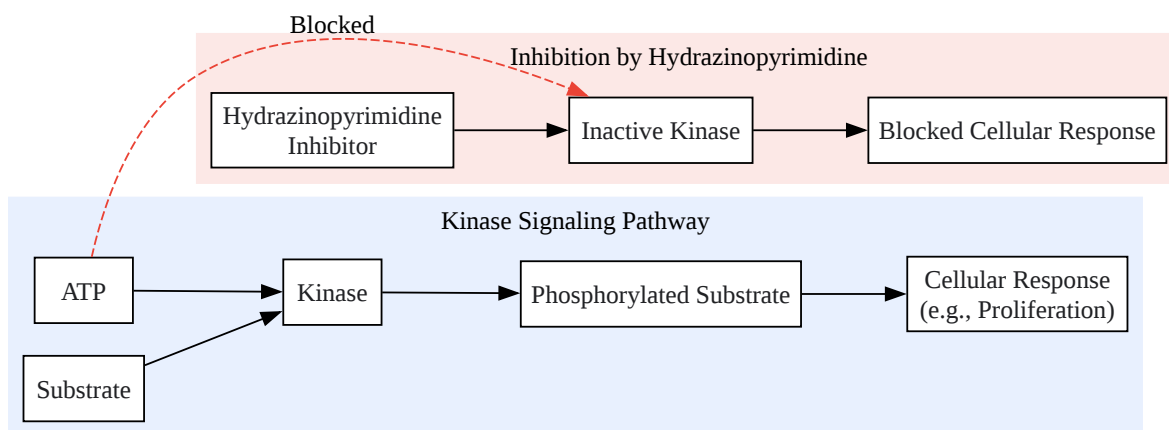 Blocked
Inhibition by Hydrazinopyrimidine
Hydrazinopyrimidine
Inhibitor
Inactive Kinase
Blocked Cellular Response
Kinase Signaling Pathway
ATP
Kinase
Phosphorylated Substrate
Cellular Response
(e.g., Proliferation)
Substrate